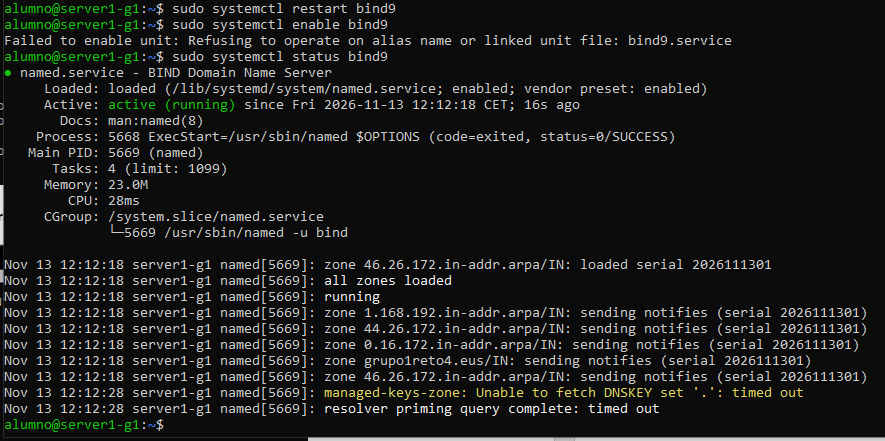 alumno@server1-g1:~$ sudo systemctl restart bind9
alumno@server1-g1:~$ sudo systemctl enable bind9
Failed to enable unit: Refusing to operate on alias name or linked unit file: bind9.service
alumno@server1-g1:~$ sudo systemctl status bind9
● named.service - BIND Domain Name Server
     Loaded: loaded (/lib/systemd/system/named.service; enabled; vendor preset: enabled)
     Active: active (running) since Fri 2026-11-13 12:12:18 CET; 16s ago
       Docs: man:named(8)
    Process: 5668 ExecStart=/usr/sbin/named $OPTIONS (code=exited, status=0/SUCCESS)
   Main PID: 5669 (named)
      Tasks: 4 (limit: 1099)
     Memory: 23.0M
        CPU: 28ms
     CGroup: /system.slice/named.service
             └─5669 /usr/sbin/named -u bind
Nov 13 12:12:18 server1-g1 named[5669]: zone 46.26.172.in-addr.arpa/IN: loaded serial 2026111301
Nov 13 12:12:18 server1-g1 named[5669]: all zones loaded
Nov 13 12:12:18 server1-g1 named[5669]: running
Nov 13 12:12:18 server1-g1 named[5669]: zone 1.168.192.in-addr.arpa/IN: sending notifies (serial 2026111301)
Nov 13 12:12:18 server1-g1 named[5669]: zone 44.26.172.in-addr.arpa/IN: sending notifies (serial 2026111301)
Nov 13 12:12:18 server1-g1 named[5669]: zone 0.16.172.in-addr.arpa/IN: sending notifies (serial 2026111301)
Nov 13 12:12:18 server1-g1 named[5669]: zone grupo1reto4.eus/IN: sending notifies (serial 2026111301)
Nov 13 12:12:18 server1-g1 named[5669]: zone 46.26.172.in-addr.arpa/IN: sending notifies (serial 2026111301)
Nov 13 12:12:28 server1-g1 named[5669]: managed-keys-zone: Unable to fetch DNSKEY set '.': timed out
Nov 13 12:12:28 server1-g1 named[5669]: resolver priming query complete: timed out
alumno@server1-g1:~$